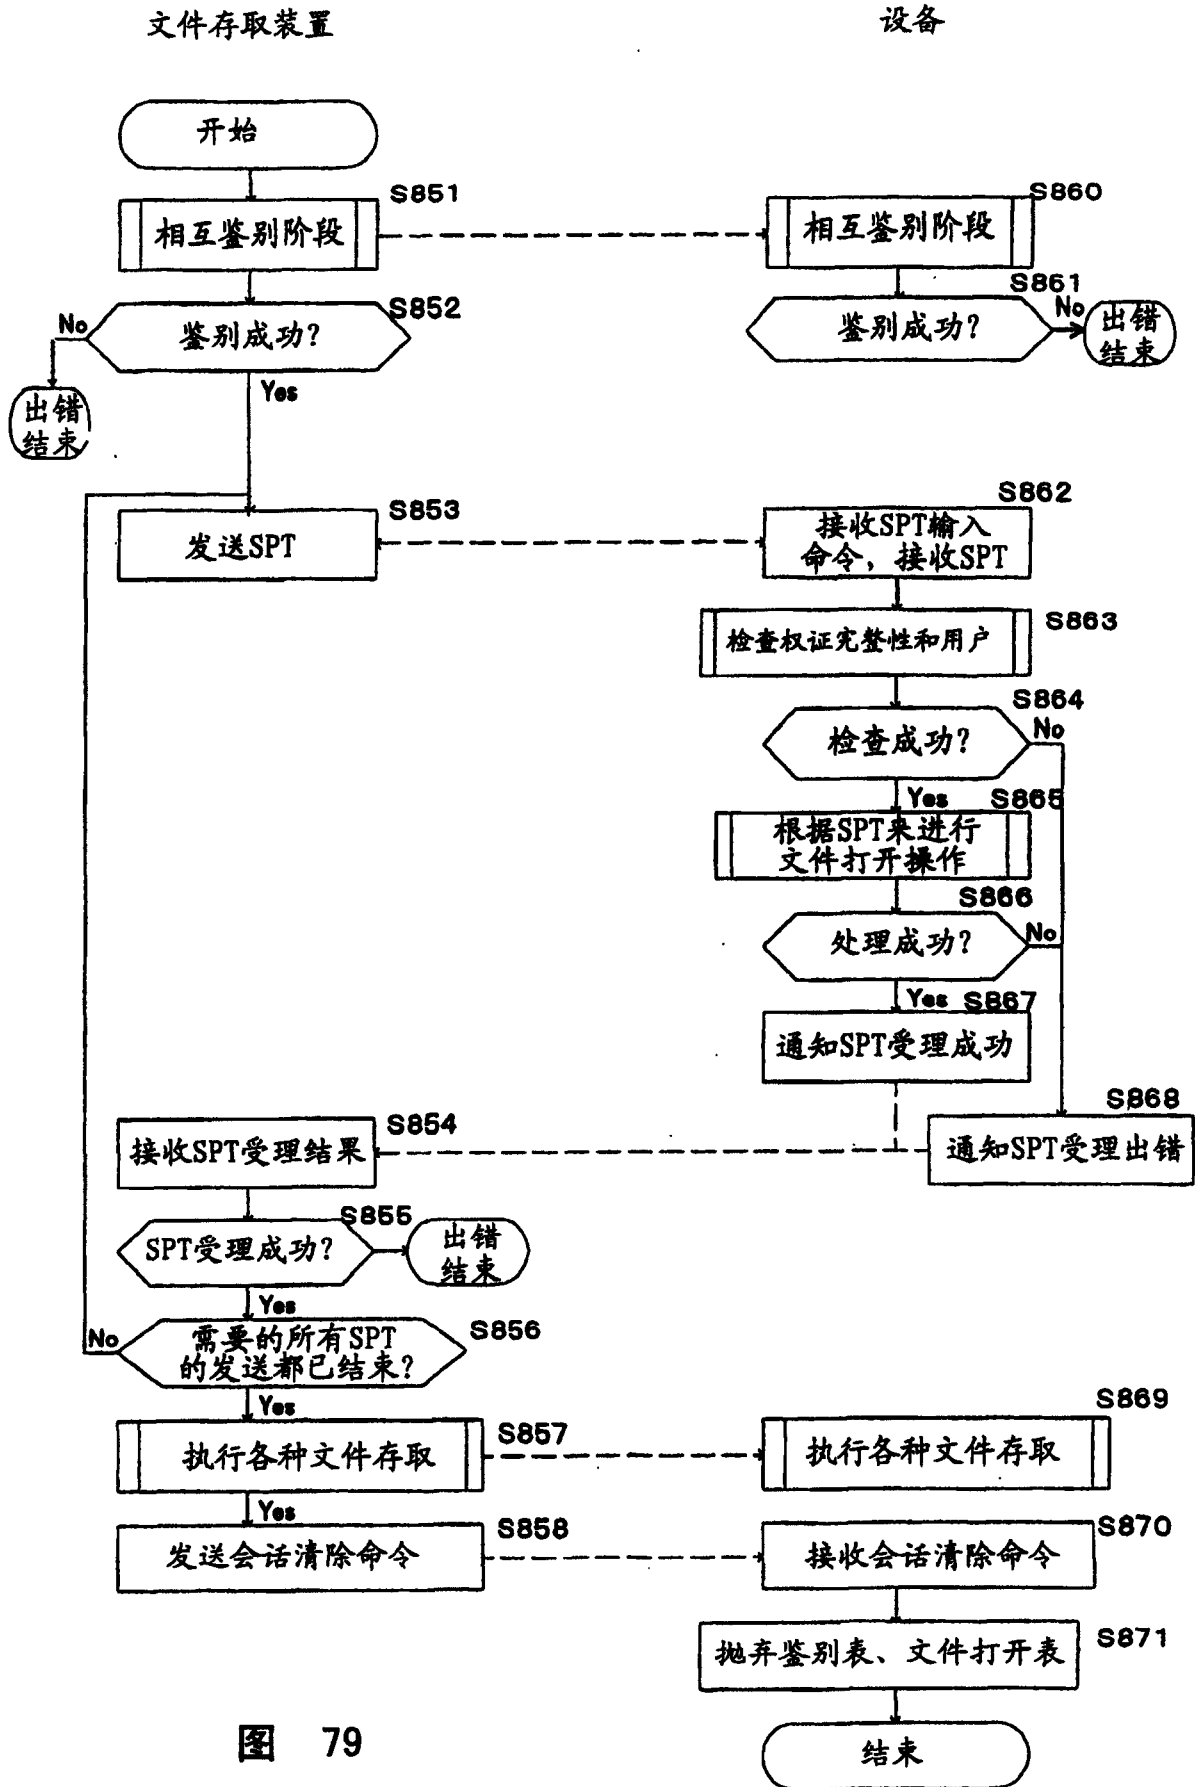 文件存取装置
设备
开始
S851
相互鉴别阶段
S860
相互鉴别阶段
S852
鉴别成功?
No
出错
结束
Yes
S861
鉴别成功?
No
出错
结束
S853
发送SPT
S862
接收SPT输入
命令，接收SPT
S863
检查权证完整性和用户
S864
检查成功?
No
Yes
S865
根据SPT来进行
文件打开操作
S866
处理成功?
No
Yes
S867
通知SPT受理成功
S868
通知SPT受理出错
S854
接收SPT受理结果
S855
SPT受理成功?
出错
结束
Yes
S856
需要的所有SPT
的发送都已结束?
No
Yes
S857
执行各种文件存取
S869
执行各种文件存取
Yes
S858
发送会话清除命令
S870
接收会话清除命令
S871
抛弃鉴别表、文件打开表
结束
图 79